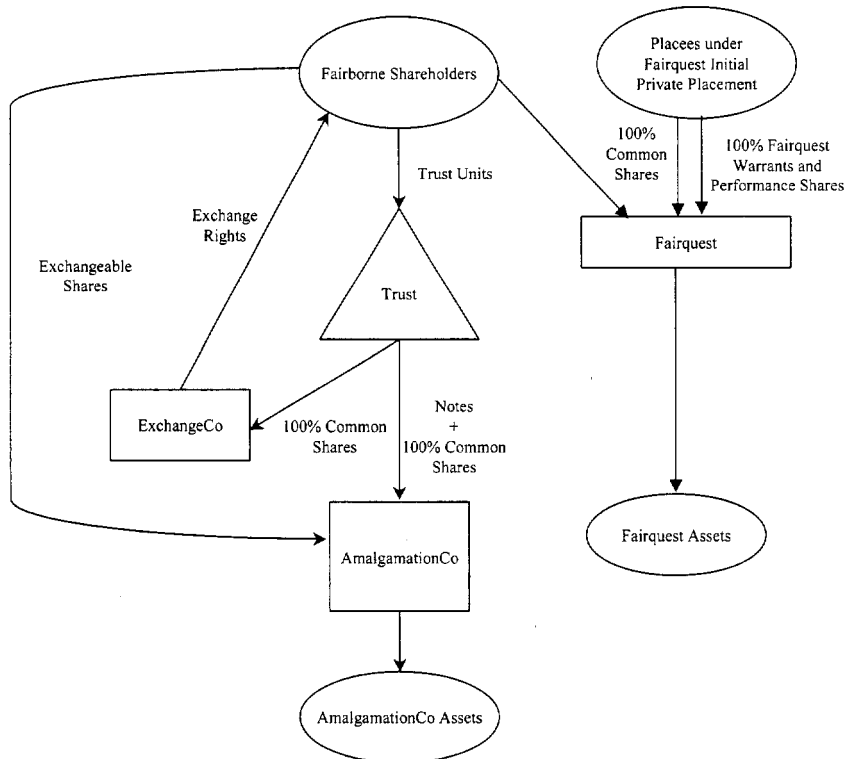 Fairborne Shareholders
Placees under
Fairquest Initial
Private Placement
Trust Units
100%
Common
Shares
100% Fairquest
Warrants and
Performance Shares
Exchange
Rights
Exchangeable
Shares
Fairquest
Trust
ExchangeCo
100% Common
Shares
Notes
+
100% Common
Shares
AmalgamationCo
Fairquest Assets
AmalgamationCo Assets